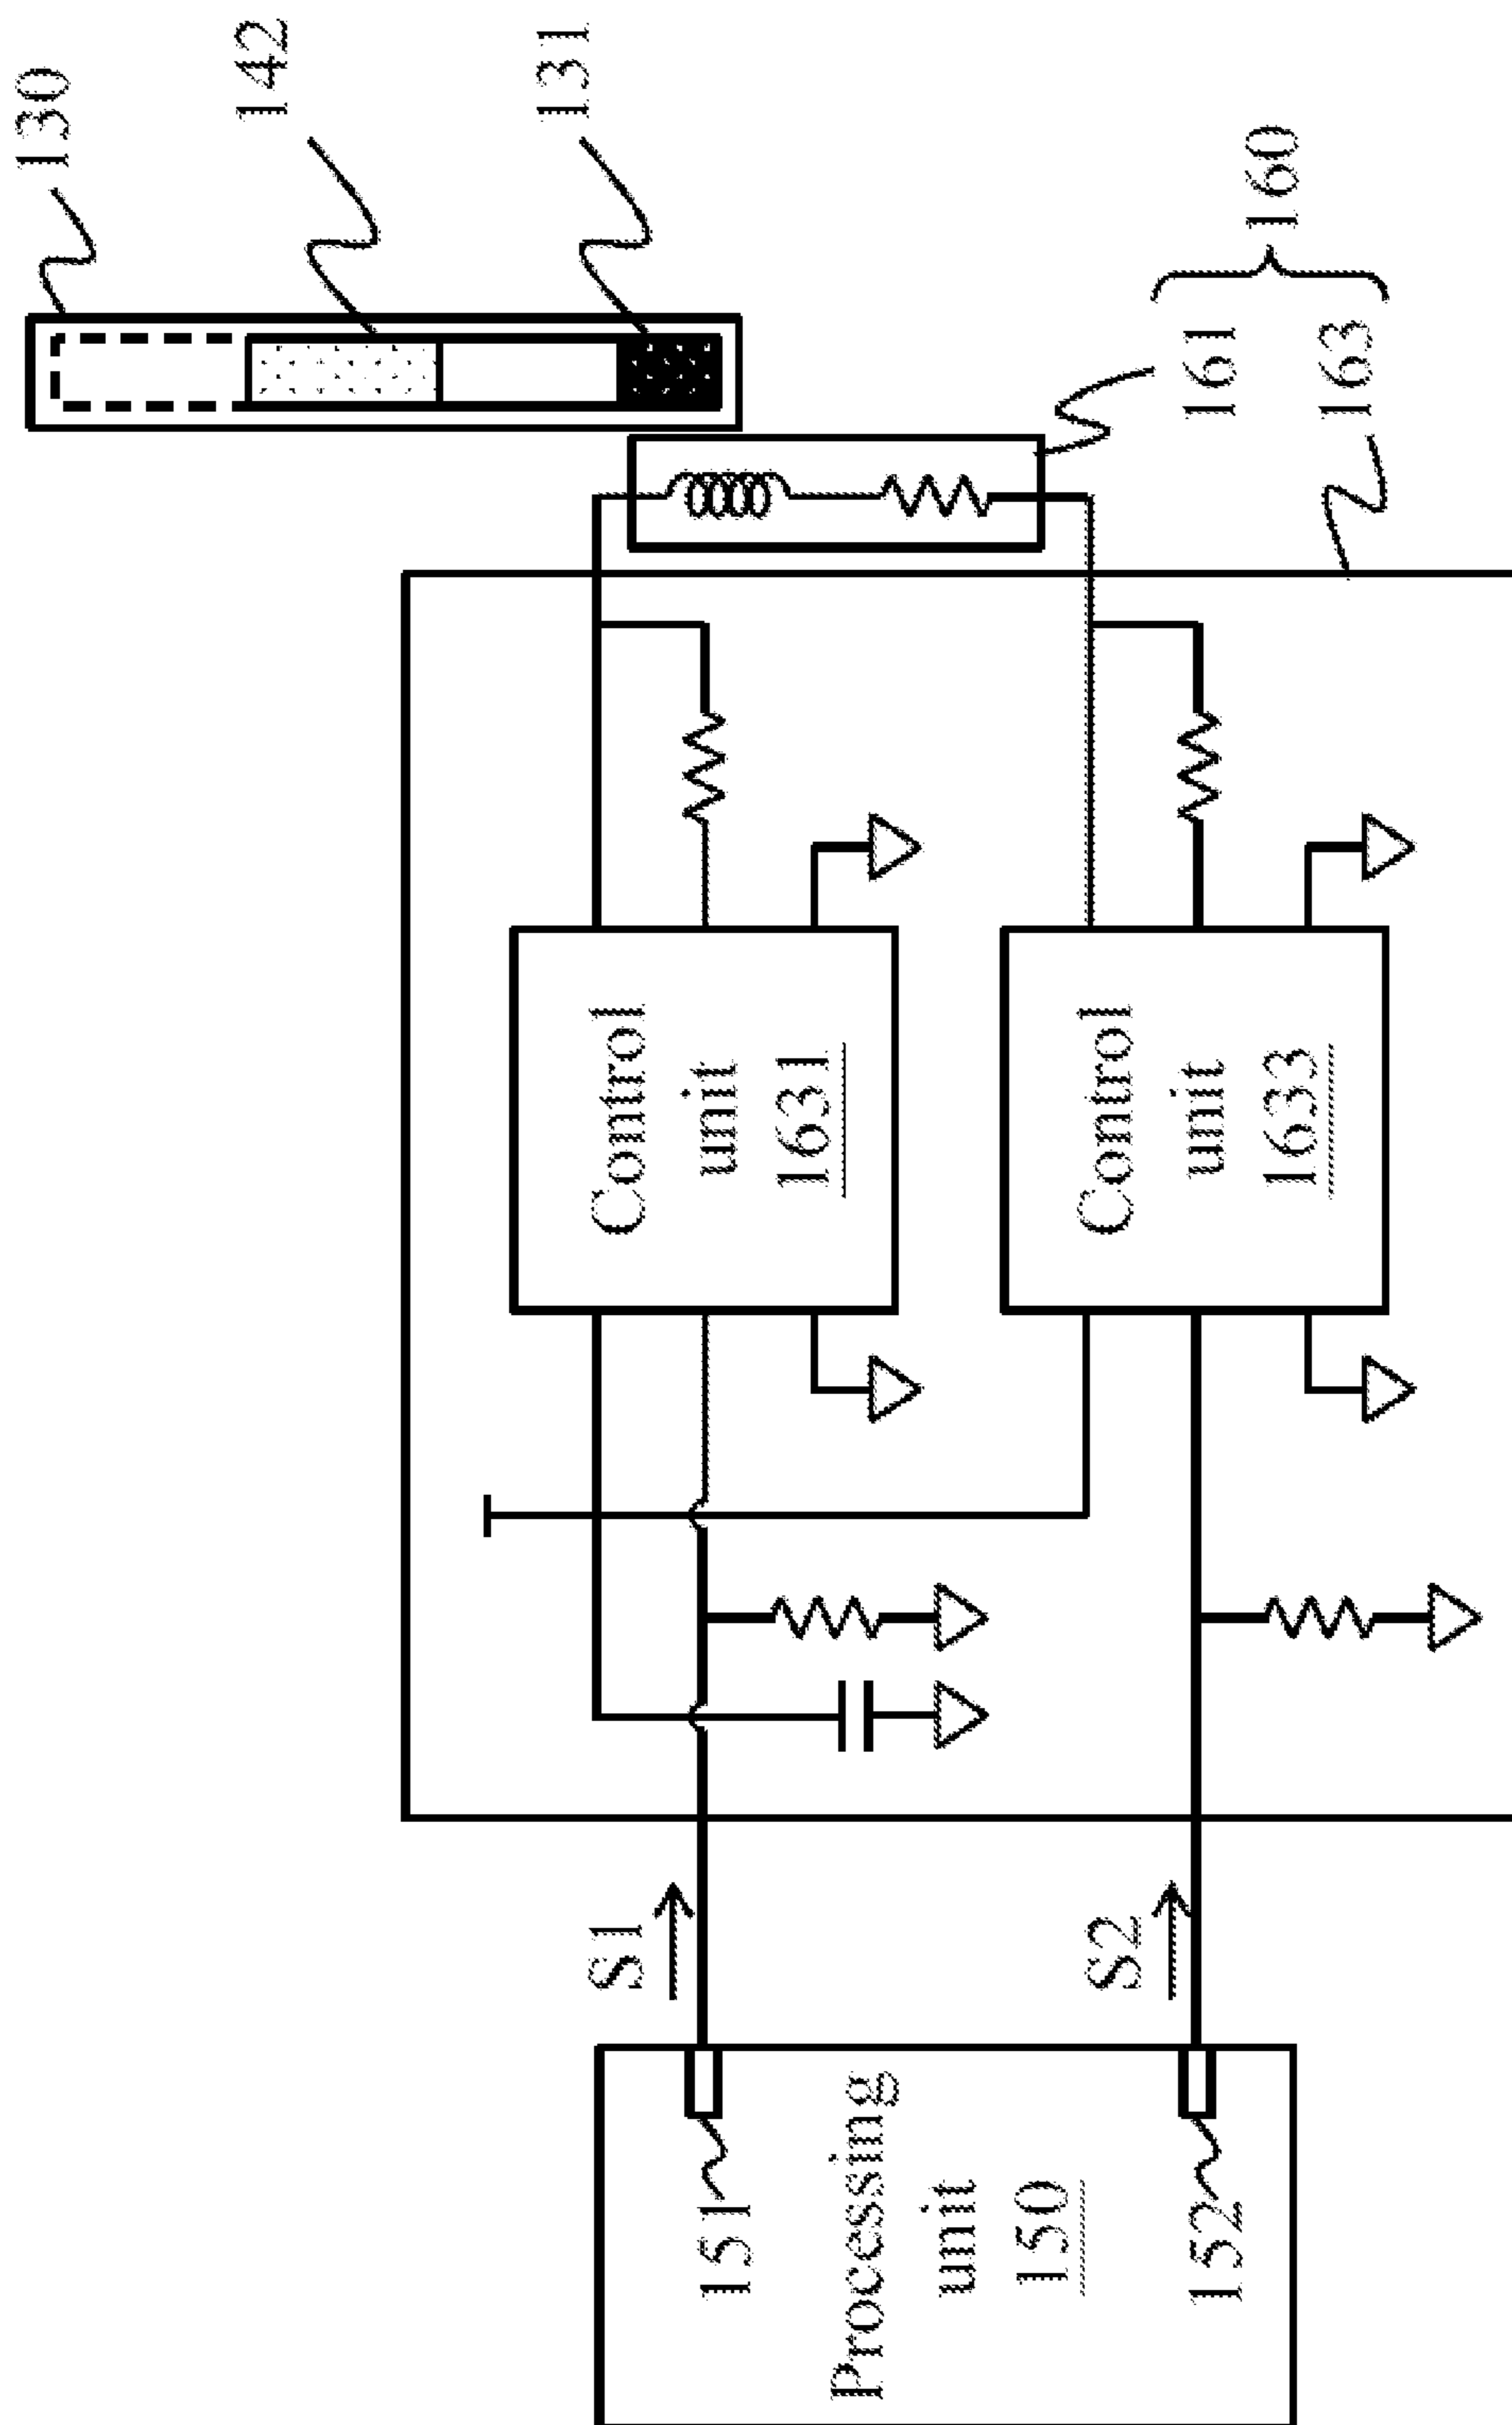 130
142
131
S1
Control
unit
1631
151
Processing
unit
150
S2
Control
unit
1633
161
160
163
152